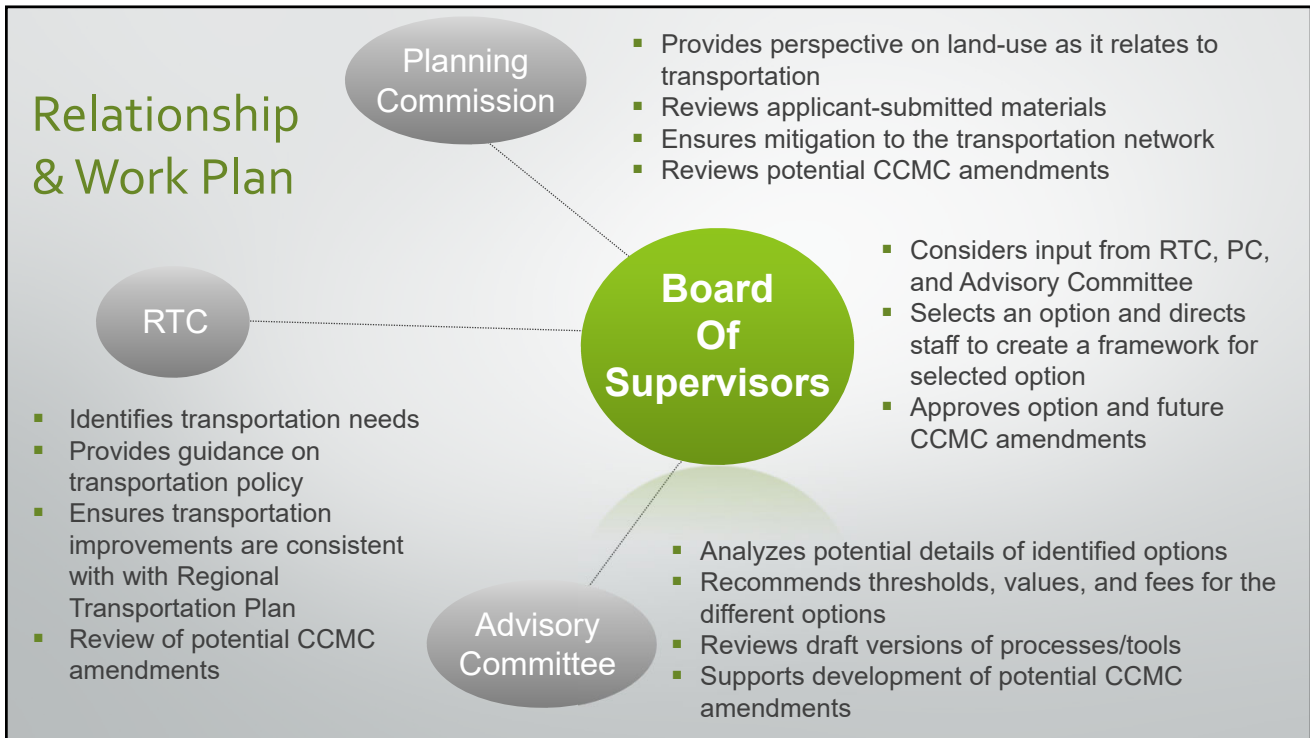 Relationship
& Work Plan
Planning
Commission
▪ Provides perspective on land-use as it relates to
transportation
▪ Reviews applicant-submitted materials
▪ Ensures mitigation to the transportation network
▪ Reviews potential CCMC amendments
Board
Of
Supervisors
▪ Considers input from RTC, PC,
and Advisory Committee
▪ Selects an option and directs
staff to create a framework for
selected option
▪ Approves option and future
CCMC amendments
RTC
▪ Identifies transportation needs
▪ Provides guidance on
transportation policy
▪ Ensures transportation
improvements are consistent
with with Regional
Transportation Plan
▪ Review of potential CCMC
amendments
Advisory
Committee
▪ Analyzes potential details of identified options
▪ Recommends thresholds, values, and fees for the
different options
▪ Reviews draft versions of processes/tools
▪ Supports development of potential CCMC
amendments